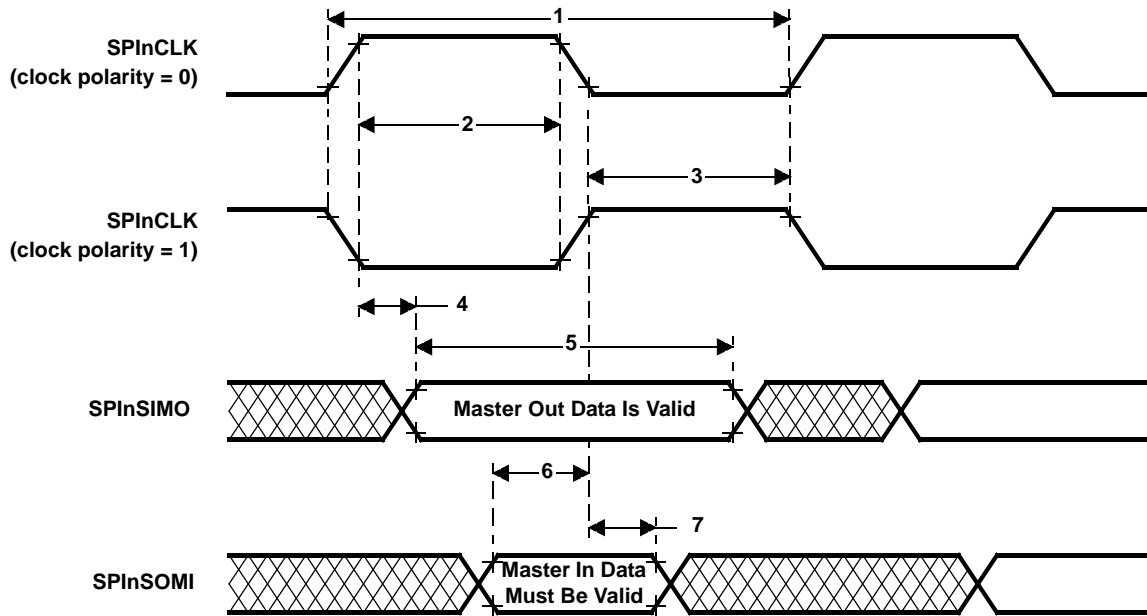 1
SPInCLK
(clock polarity = 0)
2
3
SPInCLK
(clock polarity = 1)
4
5
SPInSIMO
Master Out Data Is Valid
6
7
SPInSOMI
Master In Data
Must Be Valid